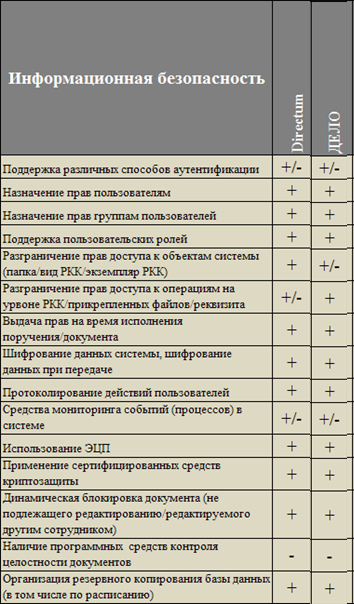 Информационная безопасность
Directum
ДЕЛО
Поддержка различных способов аутентификации +/- +/-
Назначение прав пользователям + +
Назначение прав группам пользователей + +
Поддержка пользовательских ролей + +
Разграничение прав доступа к объектам системы
(папка/вид РКК/экземпляр РКК) + +/-
Разграничение прав доступа к операциям на
урвоне РКК/прикрепленных файлов/реквизита +/- +
Выдача прав на время исполения
поручения/документа + +
Шифрование данных системы, шифрование
данных при передаче + +
Протоколирование действий пользователей + +
Средства мониторинга событий (процессов) в
системе +/- +/-
Использование ЭЦП + +
Применение сертифицированных средств
криптозащиты + +
Динамическая блокировка документа (не
подлежащего редактированию/редактируемого
другим сотрудником) + +
Наличие программных средств контроля
целостности документов - -
Организация резервного копирования базы данных
(в том числе по расписанию) + +